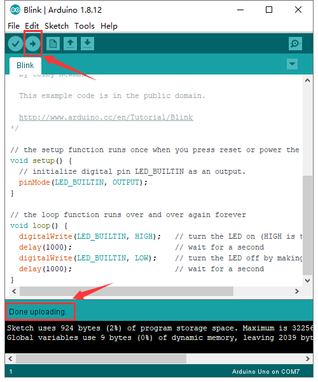 Blink | Arduino 1.8.12
File Edit Sketch Tools Help
Blink
This example code is in the public domain.
http://www.arduino.cc/en/Tutorial/Blink
*/
// the setup function runs once when you press reset or power the
void setup() {
// initialize digital pin LED_BUILTIN as an output.
pinMode(LED_BUILTIN, OUTPUT);
}
// the loop function runs over and over again forever
void loop() {
digitalWrite(LED_BUILTIN, HIGH); // turn the LED on (HIGH is t
delay(1000); // wait for a second
digitalWrite(LED_BUILTIN, LOW); // turn the LED off by making
delay(1000); // wait for a second
}
Done uploading.
Sketch uses 924 bytes (2%) of program storage space. Maximum is 32256
Global variables use 9 bytes (0%) of dynamic memory, leaving 2039 byt
1 Arduino Uno on COM7